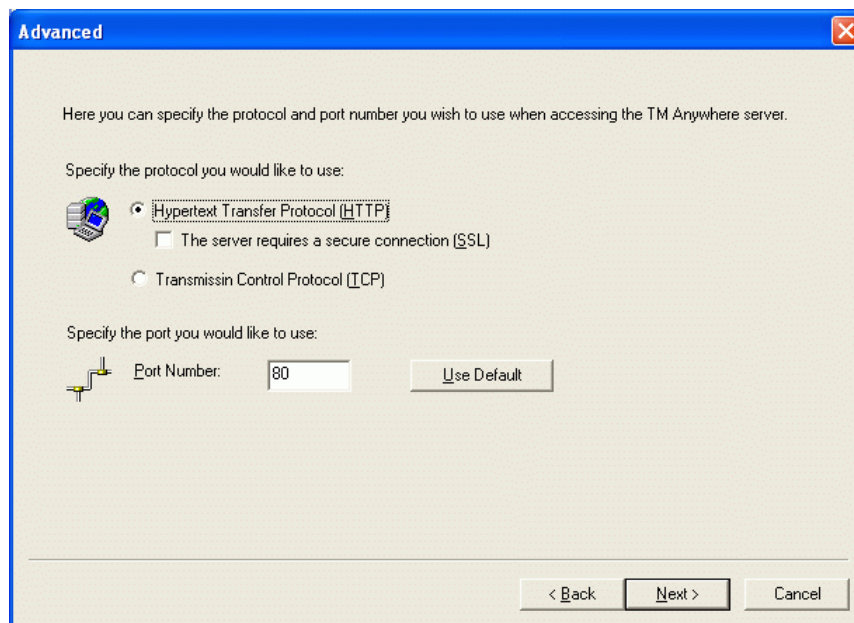 Advanced
Here you can specify the protocol and port number you wish to use when accessing the TM Anywhere server.
Specify the protocol you would like to use:
Hypertext Transfer Protocol (HTTP)
The server requires a secure connection (SSL)
Transmissin Control Protocol (TCP)
Specify the port you would like to use:
Port Number: 80 Use Default
< Back Next > Cancel